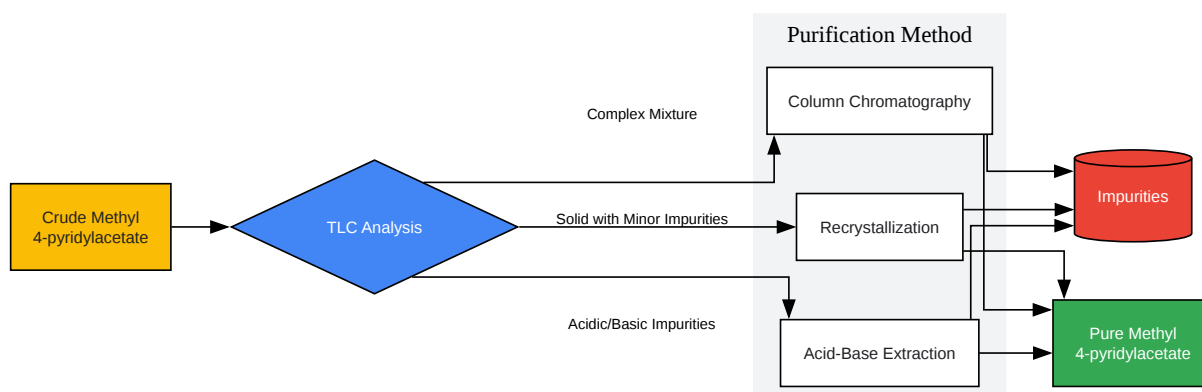 Purification Method
Column Chromatography
Complex Mixture
Crude Methyl
4-pyridylacetate
TLC Analysis
Solid with Minor Impurities
Recrystallization
Impurities
Acidic/Basic Impurities
Acid-Base Extraction
Pure Methyl
4-pyridylacetate